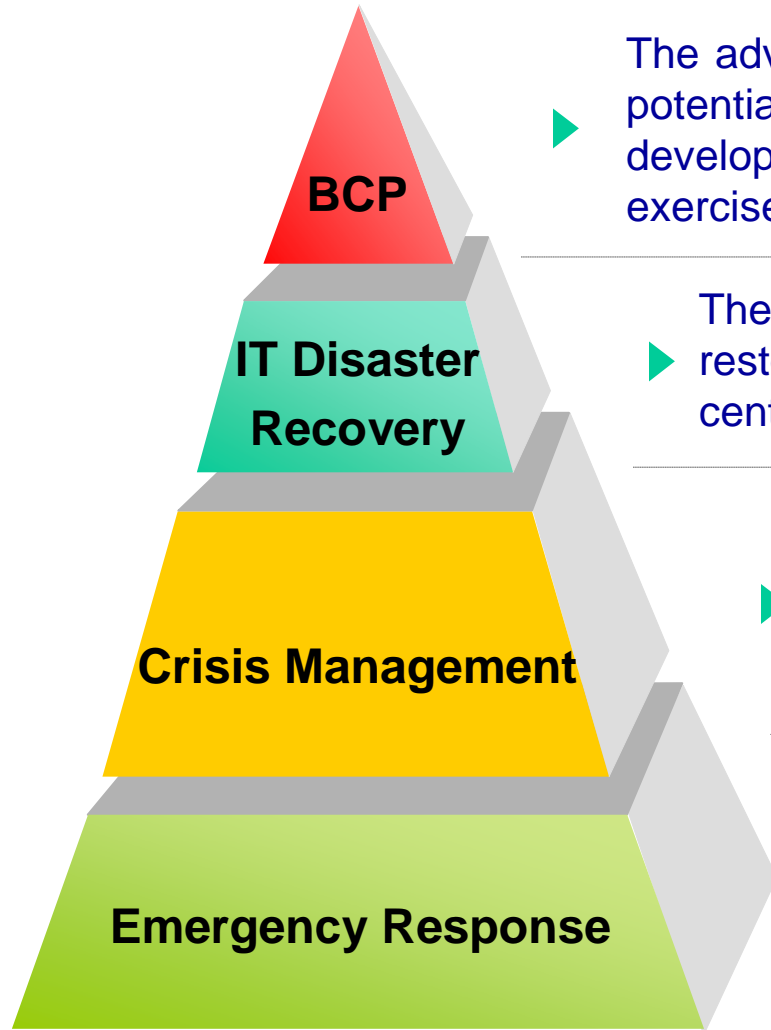 The adv
potentia
develop
exercise
BCP
The
rest
cent
IT Disaster
Recovery
Crisis Management
Emergency Response